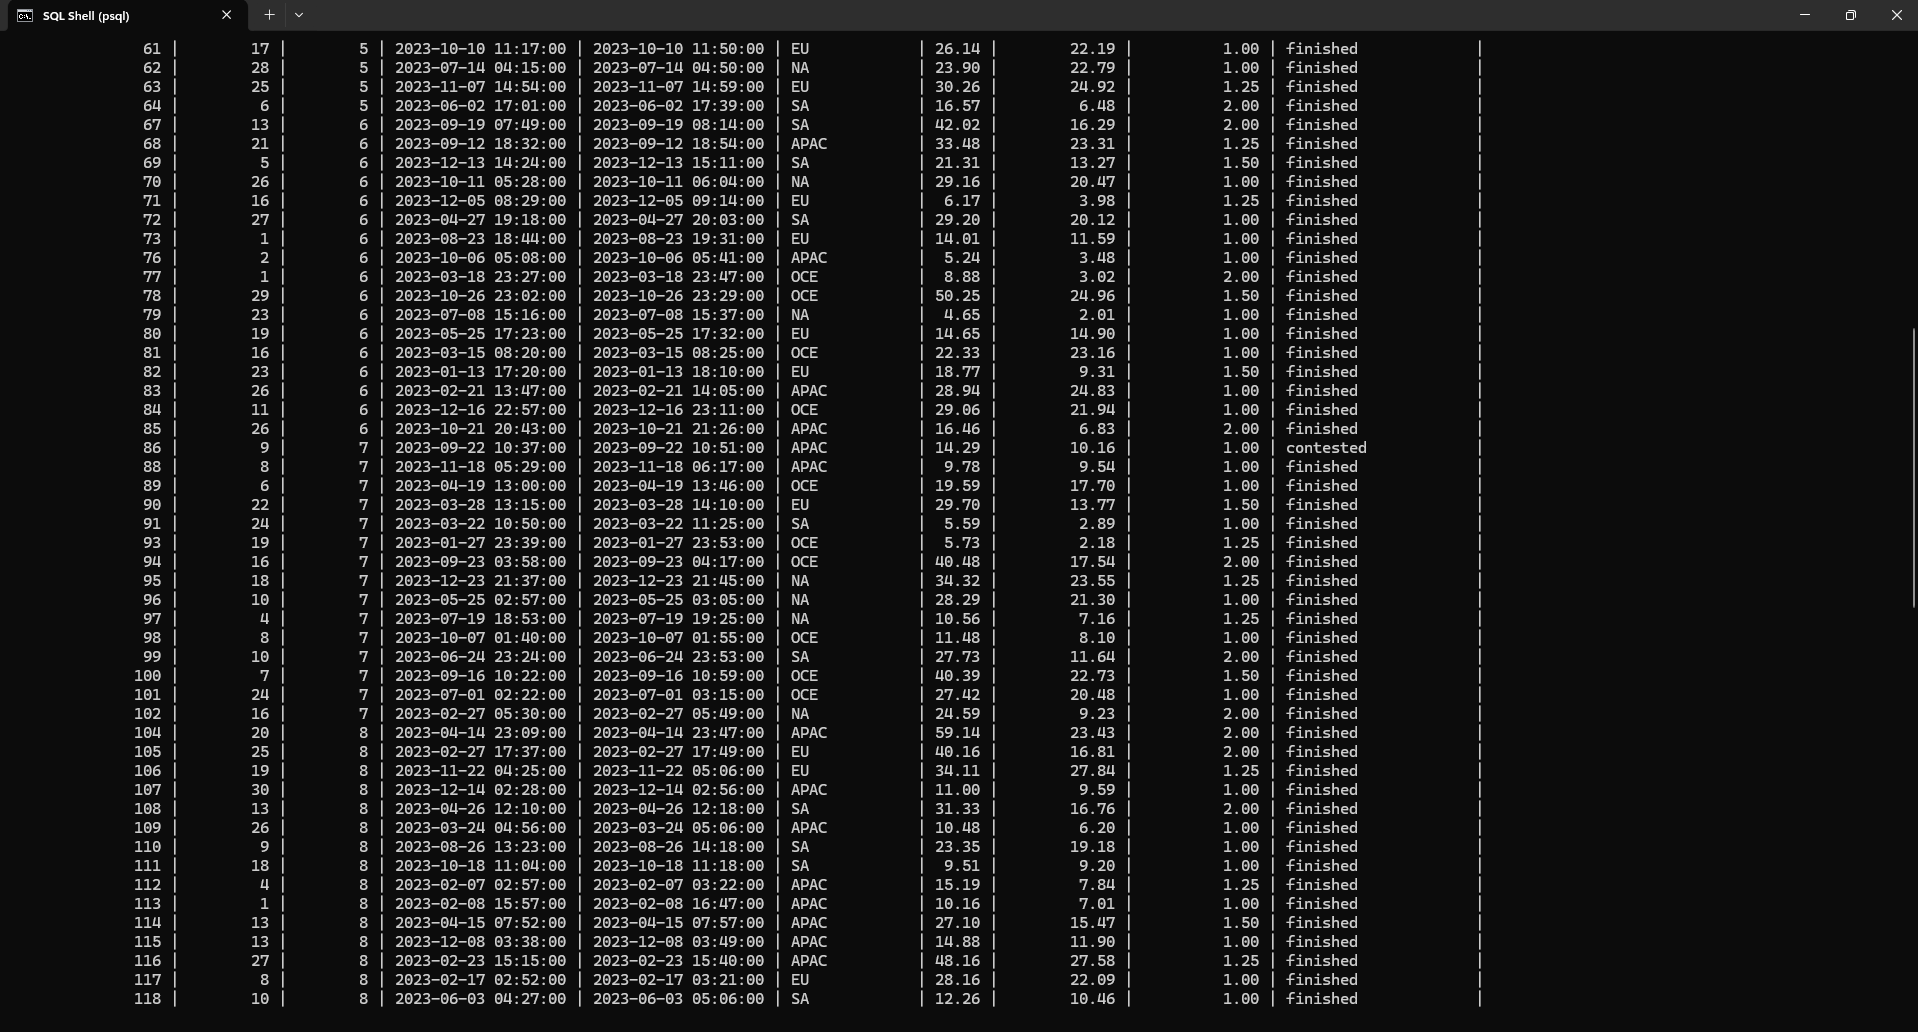 SQL Shell (psql)
61 | 17 | 5 | 2023-10-10 11:17:00 | 2023-10-10 11:50:00 | EU | 26.14 | 22.19 | 1.00 | finished |
62 | 28 | 5 | 2023-07-14 04:15:00 | 2023-07-14 04:50:00 | NA | 23.90 | 22.79 | 1.00 | finished |
63 | 25 | 5 | 2023-11-07 14:54:00 | 2023-11-07 14:59:00 | EU | 30.26 | 24.92 | 1.25 | finished |
64 | 6 | 5 | 2023-06-02 17:01:00 | 2023-06-02 17:39:00 | SA | 16.57 | 6.48 | 2.00 | finished |
67 | 13 | 6 | 2023-09-19 07:49:00 | 2023-09-19 08:14:00 | SA | 42.02 | 16.29 | 2.00 | finished |
68 | 21 | 6 | 2023-09-12 18:32:00 | 2023-09-12 18:54:00 | APAC | 33.48 | 23.31 | 1.25 | finished |
69 | 5 | 6 | 2023-12-13 14:24:00 | 2023-12-13 15:11:00 | SA | 21.31 | 13.27 | 1.50 | finished |
70 | 26 | 6 | 2023-10-11 05:28:00 | 2023-10-11 06:04:00 | NA | 29.16 | 20.47 | 1.00 | finished |
71 | 16 | 6 | 2023-12-05 08:29:00 | 2023-12-05 09:14:00 | EU | 6.17 | 3.98 | 1.25 | finished |
72 | 27 | 6 | 2023-04-27 19:18:00 | 2023-04-27 20:03:00 | SA | 29.20 | 20.12 | 1.00 | finished |
73 | 1 | 6 | 2023-08-23 18:44:00 | 2023-08-23 19:31:00 | EU | 14.01 | 11.59 | 1.00 | finished |
76 | 2 | 6 | 2023-10-06 05:08:00 | 2023-10-06 05:41:00 | APAC | 5.24 | 3.48 | 1.00 | finished |
77 | 1 | 6 | 2023-03-18 23:27:00 | 2023-03-18 23:47:00 | OCE | 8.88 | 3.02 | 2.00 | finished |
78 | 29 | 6 | 2023-10-26 23:02:00 | 2023-10-26 23:29:00 | OCE | 50.25 | 24.96 | 1.50 | finished |
79 | 23 | 6 | 2023-07-08 15:16:00 | 2023-07-08 15:37:00 | NA | 4.65 | 2.01 | 1.00 | finished |
80 | 19 | 6 | 2023-05-25 17:23:00 | 2023-05-25 17:32:00 | EU | 14.65 | 14.90 | 1.00 | finished |
81 | 16 | 6 | 2023-03-15 08:20:00 | 2023-03-15 08:25:00 | OCE | 22.33 | 23.16 | 1.00 | finished |
82 | 23 | 6 | 2023-01-13 17:20:00 | 2023-01-13 18:10:00 | EU | 18.77 | 9.31 | 1.50 | finished |
83 | 26 | 6 | 2023-02-21 13:47:00 | 2023-02-21 14:05:00 | APAC | 28.94 | 24.83 | 1.00 | finished |
84 | 11 | 6 | 2023-12-16 22:57:00 | 2023-12-16 23:11:00 | OCE | 29.06 | 21.94 | 1.00 | finished |
85 | 26 | 6 | 2023-10-21 20:43:00 | 2023-10-21 21:26:00 | APAC | 16.46 | 6.83 | 2.00 | finished |
86 | 9 | 7 | 2023-09-22 10:37:00 | 2023-09-22 10:51:00 | APAC | 14.29 | 10.16 | 1.00 | contested |
88 | 8 | 7 | 2023-11-18 05:29:00 | 2023-11-18 06:17:00 | APAC | 9.78 | 9.54 | 1.00 | finished |
89 | 6 | 7 | 2023-04-19 13:00:00 | 2023-04-19 13:46:00 | OCE | 19.59 | 17.70 | 1.00 | finished |
90 | 22 | 7 | 2023-03-28 13:15:00 | 2023-03-28 14:10:00 | EU | 29.70 | 13.77 | 1.50 | finished |
91 | 24 | 7 | 2023-03-22 10:50:00 | 2023-03-22 11:25:00 | SA | 5.59 | 2.89 | 1.00 | finished |
93 | 19 | 7 | 2023-01-27 23:39:00 | 2023-01-27 23:53:00 | OCE | 5.73 | 2.18 | 1.25 | finished |
94 | 16 | 7 | 2023-09-23 03:58:00 | 2023-09-23 04:17:00 | OCE | 40.48 | 17.54 | 2.00 | finished |
95 | 18 | 7 | 2023-12-23 21:37:00 | 2023-12-23 21:45:00 | NA | 34.32 | 23.55 | 1.25 | finished |
96 | 10 | 7 | 2023-05-25 02:57:00 | 2023-05-25 03:05:00 | NA | 28.29 | 21.30 | 1.00 | finished |
97 | 4 | 7 | 2023-07-19 18:53:00 | 2023-07-19 19:25:00 | NA | 10.56 | 7.16 | 1.25 | finished |
98 | 8 | 7 | 2023-10-07 01:40:00 | 2023-10-07 01:55:00 | OCE | 11.48 | 8.10 | 1.00 | finished |
99 | 10 | 7 | 2023-06-24 23:24:00 | 2023-06-24 23:53:00 | SA | 27.73 | 11.64 | 2.00 | finished |
100 | 7 | 7 | 2023-09-16 10:22:00 | 2023-09-16 10:59:00 | OCE | 40.39 | 22.73 | 1.50 | finished |
101 | 24 | 7 | 2023-07-01 02:22:00 | 2023-07-01 03:15:00 | OCE | 27.42 | 20.48 | 1.00 | finished |
102 | 16 | 7 | 2023-02-27 05:30:00 | 2023-02-27 05:49:00 | NA | 24.59 | 9.23 | 2.00 | finished |
104 | 20 | 8 | 2023-04-14 23:09:00 | 2023-04-14 23:47:00 | APAC | 59.14 | 23.43 | 2.00 | finished |
105 | 25 | 8 | 2023-02-27 17:37:00 | 2023-02-27 17:49:00 | EU | 40.16 | 16.81 | 2.00 | finished |
106 | 19 | 8 | 2023-11-22 04:25:00 | 2023-11-22 05:06:00 | EU | 34.11 | 27.84 | 1.25 | finished |
107 | 30 | 8 | 2023-12-14 02:28:00 | 2023-12-14 02:56:00 | APAC | 11.00 | 9.59 | 1.00 | finished |
108 | 13 | 8 | 2023-04-26 12:10:00 | 2023-04-26 12:18:00 | SA | 31.33 | 16.76 | 2.00 | finished |
109 | 26 | 8 | 2023-03-24 04:56:00 | 2023-03-24 05:06:00 | APAC | 10.48 | 6.20 | 1.00 | finished |
110 | 9 | 8 | 2023-08-26 13:23:00 | 2023-08-26 14:18:00 | SA | 23.35 | 19.18 | 1.00 | finished |
111 | 18 | 8 | 2023-10-18 11:04:00 | 2023-10-18 11:18:00 | SA | 9.51 | 9.20 | 1.00 | finished |
112 | 4 | 8 | 2023-02-07 02:57:00 | 2023-02-07 03:22:00 | APAC | 15.19 | 7.84 | 1.25 | finished |
113 | 1 | 8 | 2023-02-08 15:57:00 | 2023-02-08 16:47:00 | APAC | 10.16 | 7.01 | 1.00 | finished |
114 | 13 | 8 | 2023-04-15 07:52:00 | 2023-04-15 07:57:00 | APAC | 27.10 | 15.47 | 1.50 | finished |
115 | 13 | 8 | 2023-12-08 03:38:00 | 2023-12-08 03:49:00 | APAC | 14.88 | 11.90 | 1.00 | finished |
116 | 27 | 8 | 2023-02-23 15:15:00 | 2023-02-23 15:40:00 | APAC | 48.16 | 27.58 | 1.25 | finished |
117 | 8 | 8 | 2023-02-17 02:52:00 | 2023-02-17 03:21:00 | EU | 28.16 | 22.09 | 1.00 | finished |
118 | 10 | 8 | 2023-06-03 04:27:00 | 2023-06-03 05:06:00 | SA | 12.26 | 10.46 | 1.00 | finished |